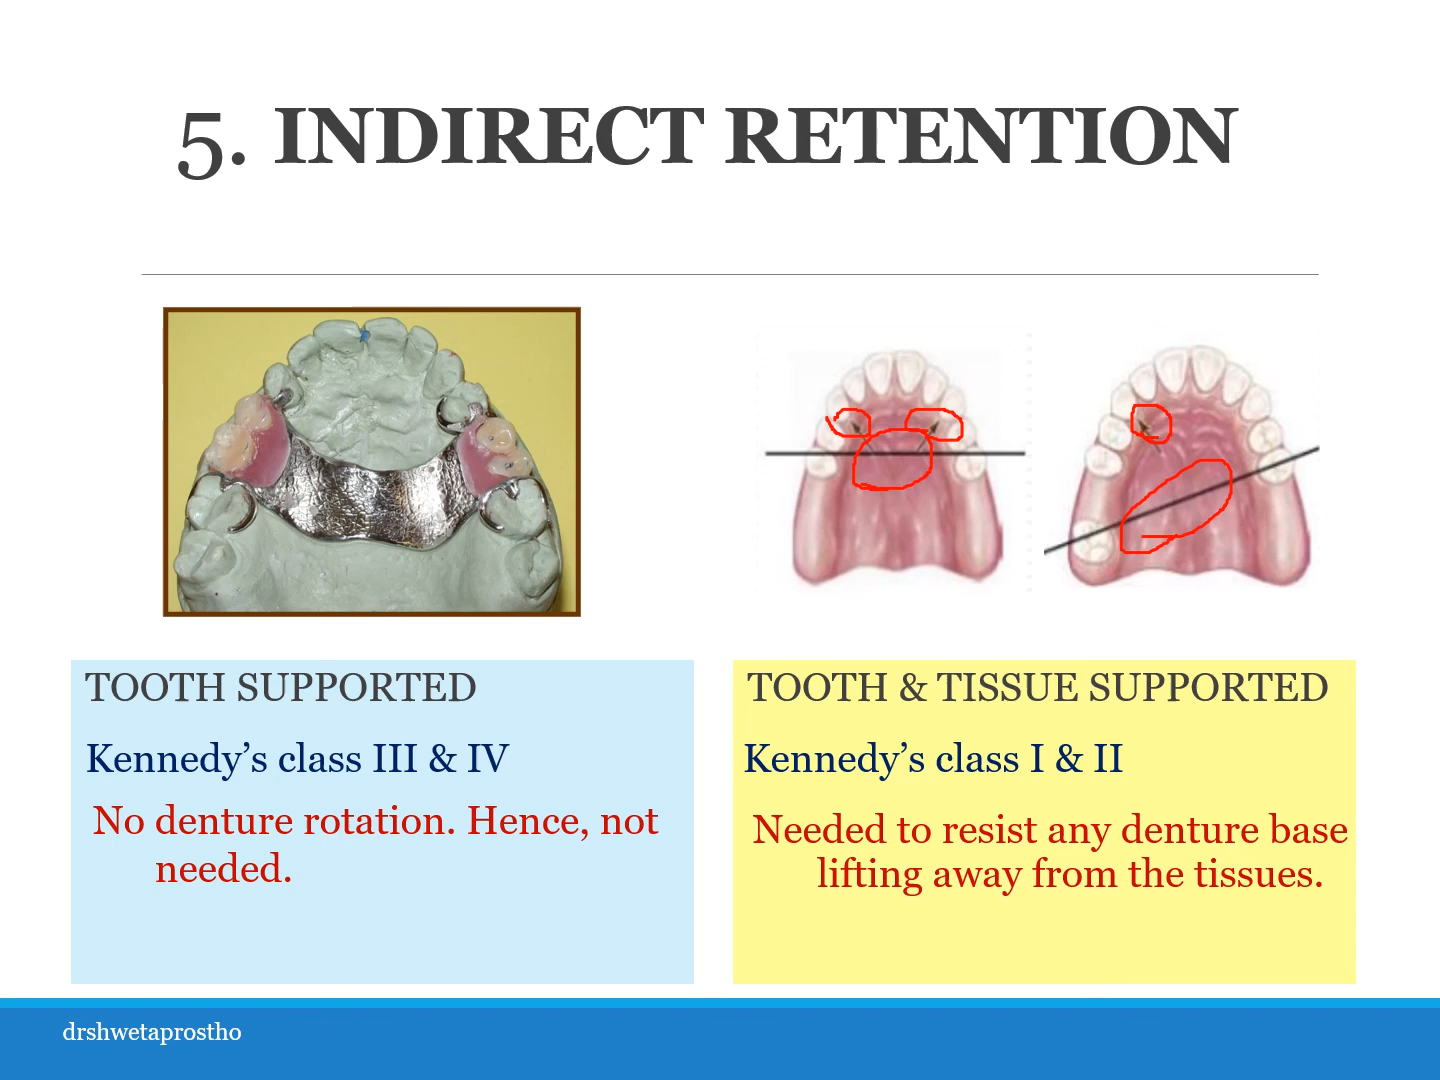 5. INDIRECT RETENTION
TOOTH SUPPORTED
Kennedy’s class III & IV
No denture rotation. Hence, not
needed.
TOOTH & TISSUE SUPPORTED
Kennedy’s class I & II
Needed to resist any denture base
lifting away from the tissues.
drshwetaprostho